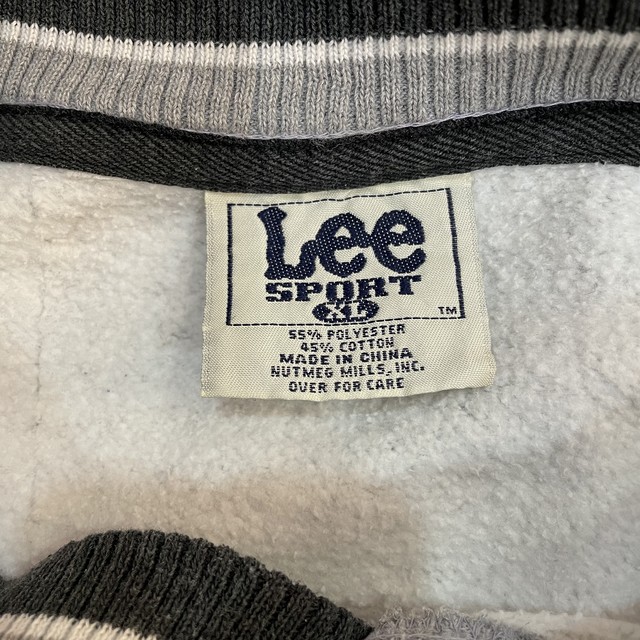 Lee
SPORT
XL
TM
55% POLYESTER
45% COTTON
MADE IN CHINA
NUTMEG MILLS, INC.
OVER FOR CARE